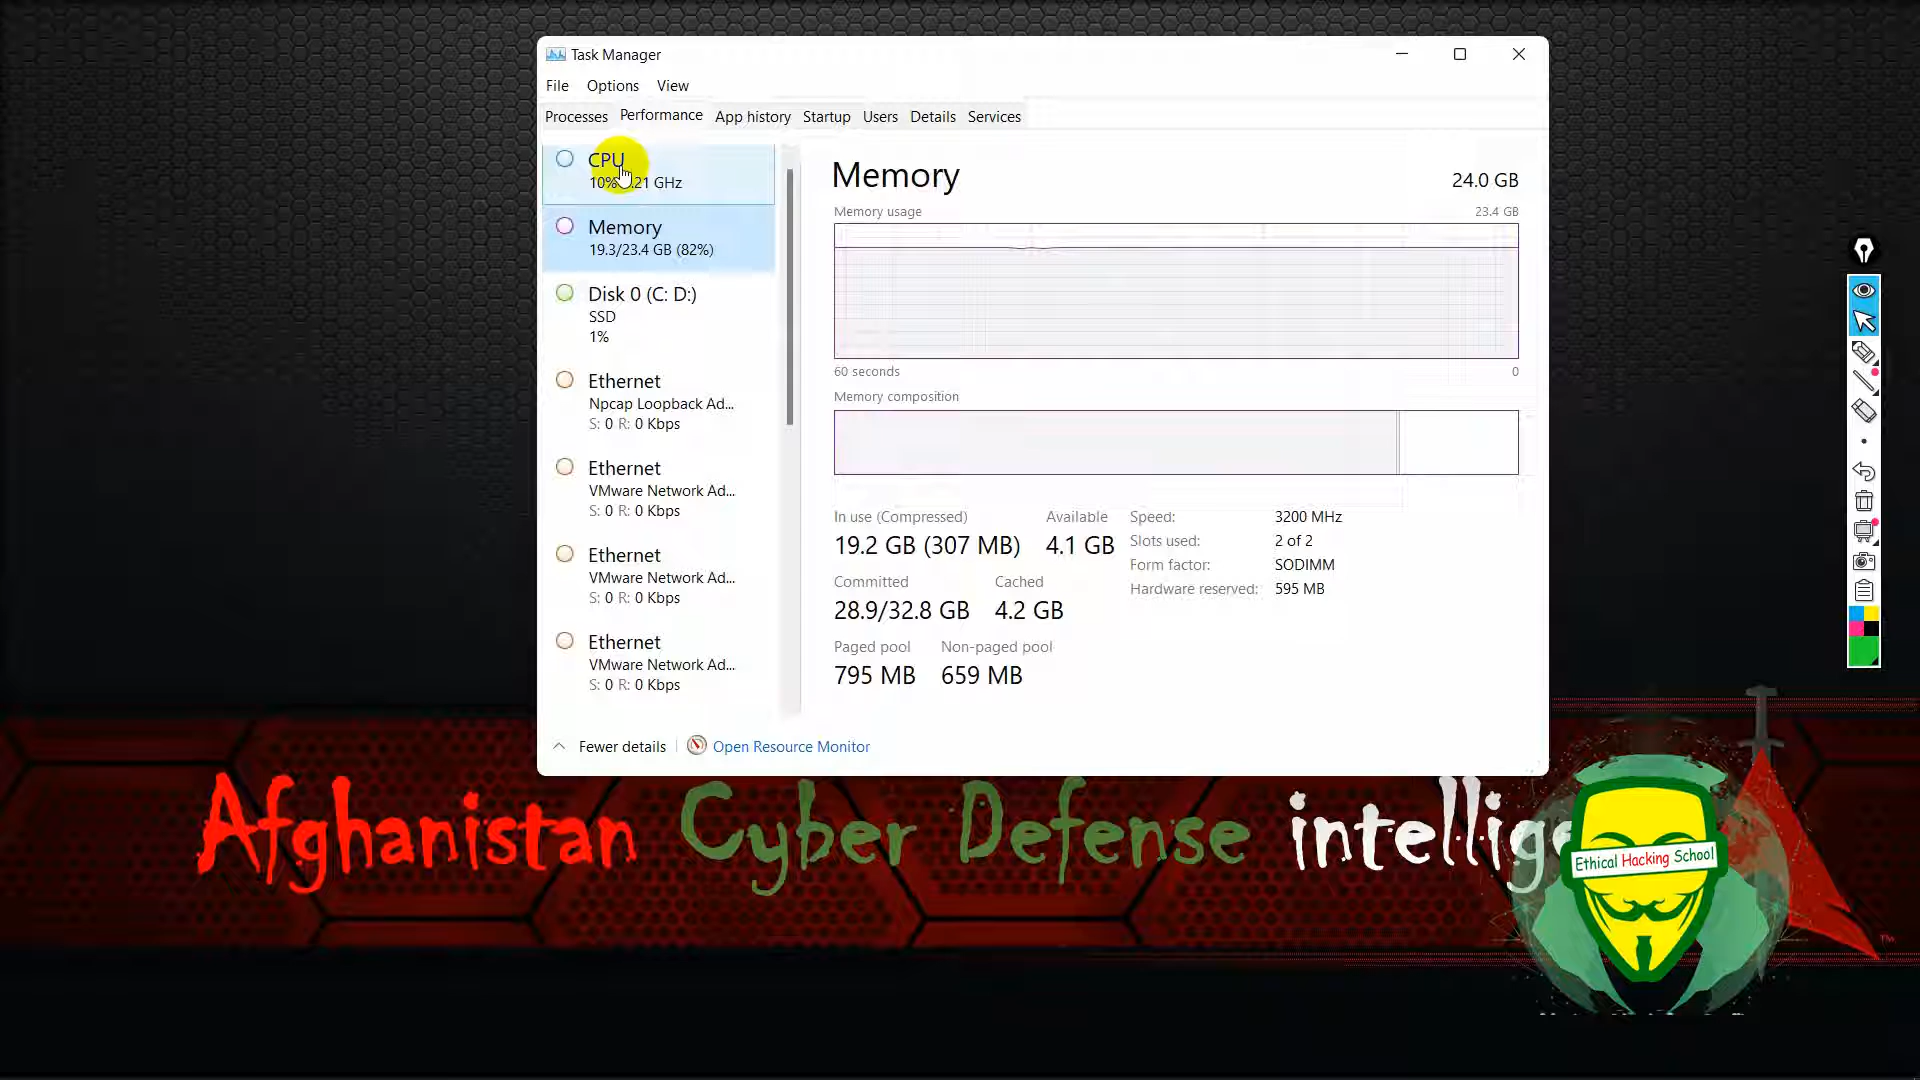 Task Manager
File Options View
Processes Performance App history Startup Users Details Services
CPU
10% .21 GHz
Memory
19.3/23.4 GB (82%)
Disk 0 (C: D:)
SSD
1%
Ethernet
Npcap Loopback Ad...
S: 0 R: 0 Kbps
Ethernet
VMware Network Ad...
S: 0 R: 0 Kbps
Ethernet
VMware Network Ad...
S: 0 R: 0 Kbps
Ethernet
VMware Network Ad...
S: 0 R: 0 Kbps
Memory 24.0 GB
Memory usage 23.4 GB
60 seconds 0
Memory composition
In use (Compressed) Available
19.2 GB (307 MB) 4.1 GB
Committed Cached
28.9/32.8 GB 4.2 GB
Paged pool Non-paged pool
795 MB 659 MB
Speed: 3200 MHz
Slots used: 2 of 2
Form factor: SODIMM
Hardware reserved: 595 MB
Fewer details Open Resource Monitor
Afghanistan Cyber Defense intellige
Ethical Hacking School
TM